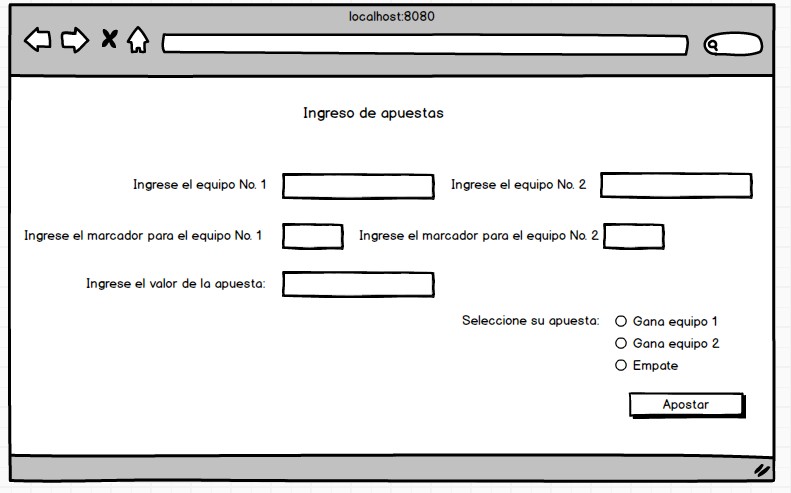 localhost:8080
Ingreso de apuestas
Ingrese el equipo No. 1
Ingrese el equipo No. 2
Ingrese el marcador para el equipo No. 1
Ingrese el marcador para el equipo No. 2
Ingrese el valor de la apuesta:
Seleccione su apuesta:
Gana equipo 1
Gana equipo 2
Empate
Apostar